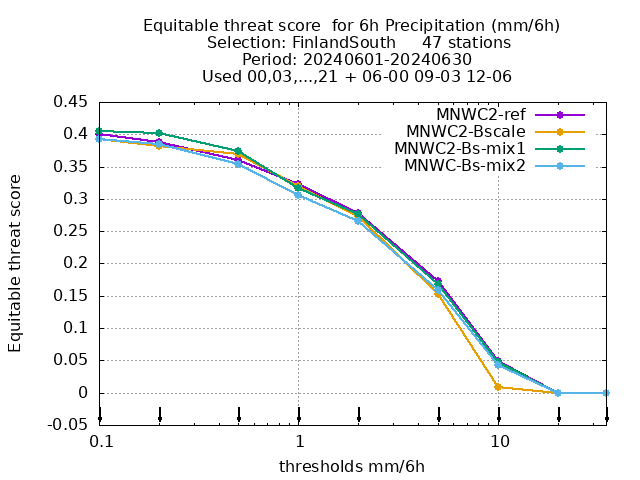 Equitable threat score  for 6h Precipitation (mm/6h)
Selection: FinlandSouth     47 stations
Period: 20240601-20240630
Used 00,03,...,21 + 06-00 09-03 12-06
MNWC2-ref
MNWC2-Bscale
MNWC2-Bs-mix1
MNWC-Bs-mix2
Equitable threat score
0.45
0.4
0.35
0.3
0.25
0.2
0.15
0.1
0.05
0
-0.05
0.1 1 10
thresholds mm/6h